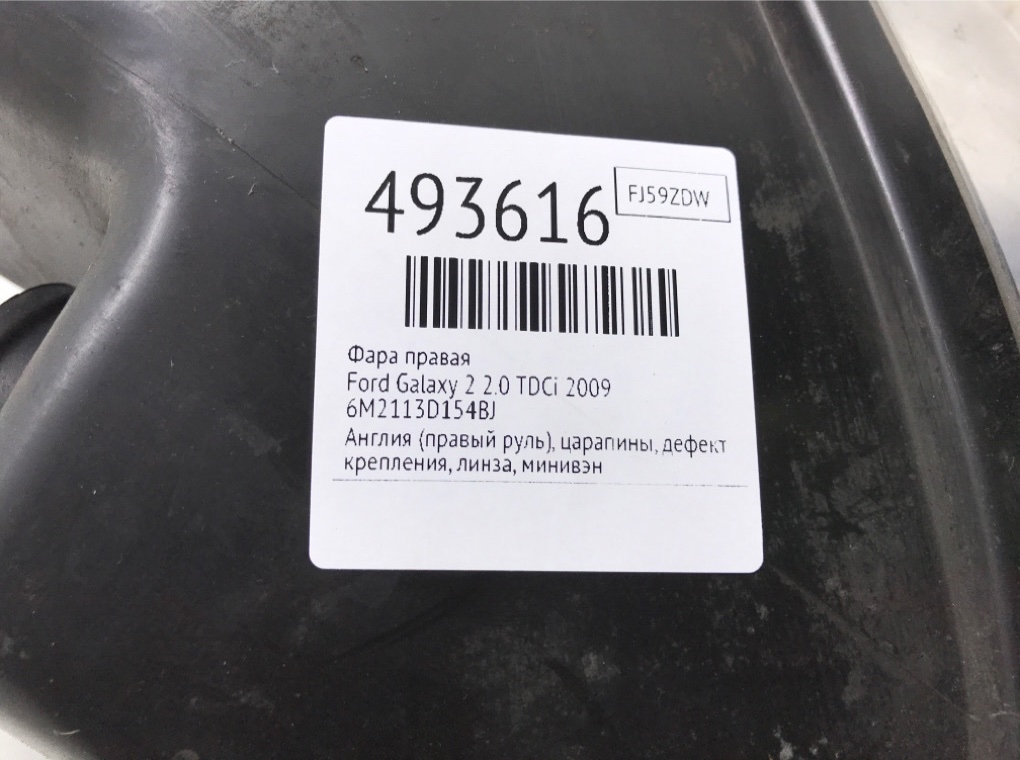 493616
FJ59ZDW
Фара правая
Ford Galaxy 2 2.0 TDCi 2009
6M2113D154BJ
Англия (правый руль), царапины, дефект
крепления, линза, минивэн